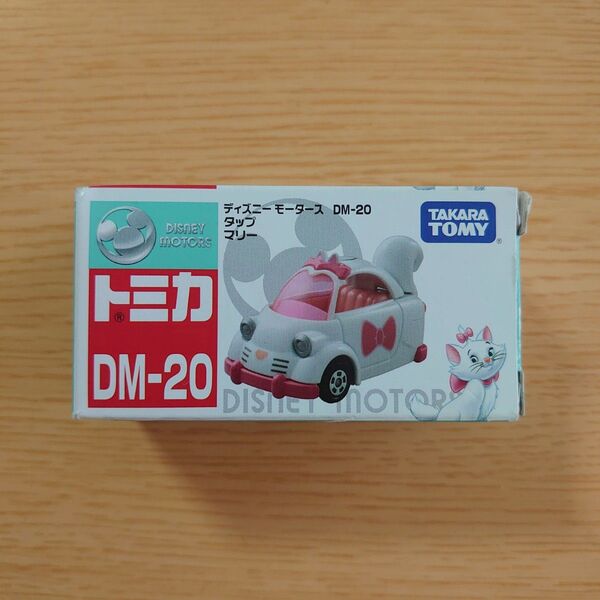 DISNEY
MOTORS
トミカ
®
DM-20
ディズニー モータース DM-20
タップ
マリー
TAKARA
TOMY
®
DISNEY MOTORS